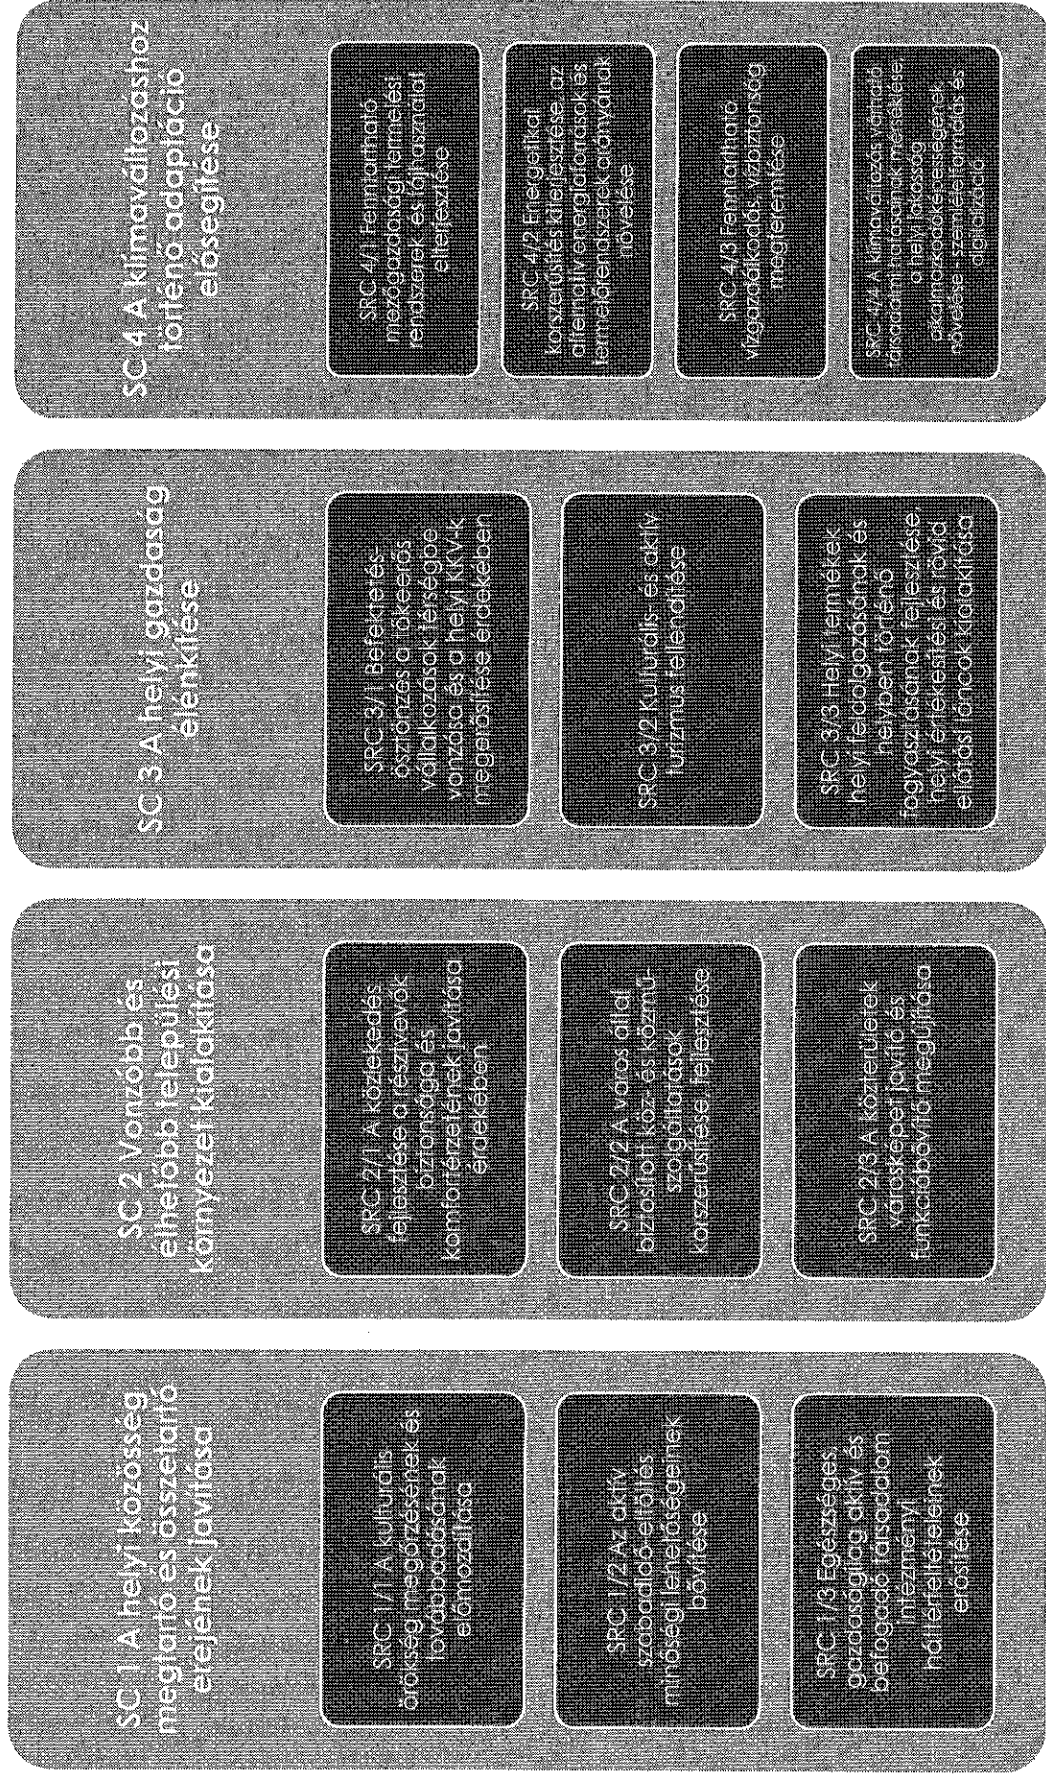 SC 1 A helyi közösség
megtartó és összetartó
erejének javítása
SRC 1/1 A kulturális
örökség megőrzésének és
továbbadásának
előmozdítása
SRC 1/2 Az aktív
szabadidő-eltöltés
minőségi lehetőségeinek
bővítése
SRC 1/3 Egészséges,
gazdaságilag aktív és
befogadó társadalom
intézményi
háttérfeltételeinek
erősítése
SC 2 Vonzóbb és
élhetőbb települési
környezet kialakítása
SRC 2/1 A közlekedés
fejlesztése a résztvevők
biztonsága és
komfortérzetének javítása
érdekében
SRC 2/2 A város által
biztosított köz- és közmű-
szolgáltatások
korszerűsítése, fejlesztése
SRC 2/3 A közterületek
városképet javító és
funkcióbővítő megújítása
SC 3 A helyi gazdaság
élénkítése
SRC 3/1 Befektetés-
ösztönzés a tőkeerős
vállalkozások térségbe
vonzása és a helyi KKV-k
megerősítése érdekében
SRC 3/2 Kulturális- és aktív
turizmus fellendítése
SRC 3/3 Helyi termékek
helyi feldolgozásának és
helyben történő
fogyasztásának fejlesztése,
helyi értékesítési és rövid
ellátási láncok kialakítása
SC 4 A klímaváltozáshoz
történő adaptáció
elősegítése
SRC 4/1 Fenntartható
mezőgazdasági termelési
rendszerek és fajhasználat
elterjesztése
SRC 4/2 Energetikai
korszerűsítés kiterjesztése, az
alternatív energiaforrások és
termelőrendszerek arányának
növelése
SRC 4/3 Fenntartható
vízgazdálkodás, vízbiztonság
megteremtése
SRC 4/4 A klímaváltozás várható
társadalmi hatásainak mérséklése,
a helyi lakosság
alkalmazkodóképességének
növelése - szemléletformálás és
digitalizáció